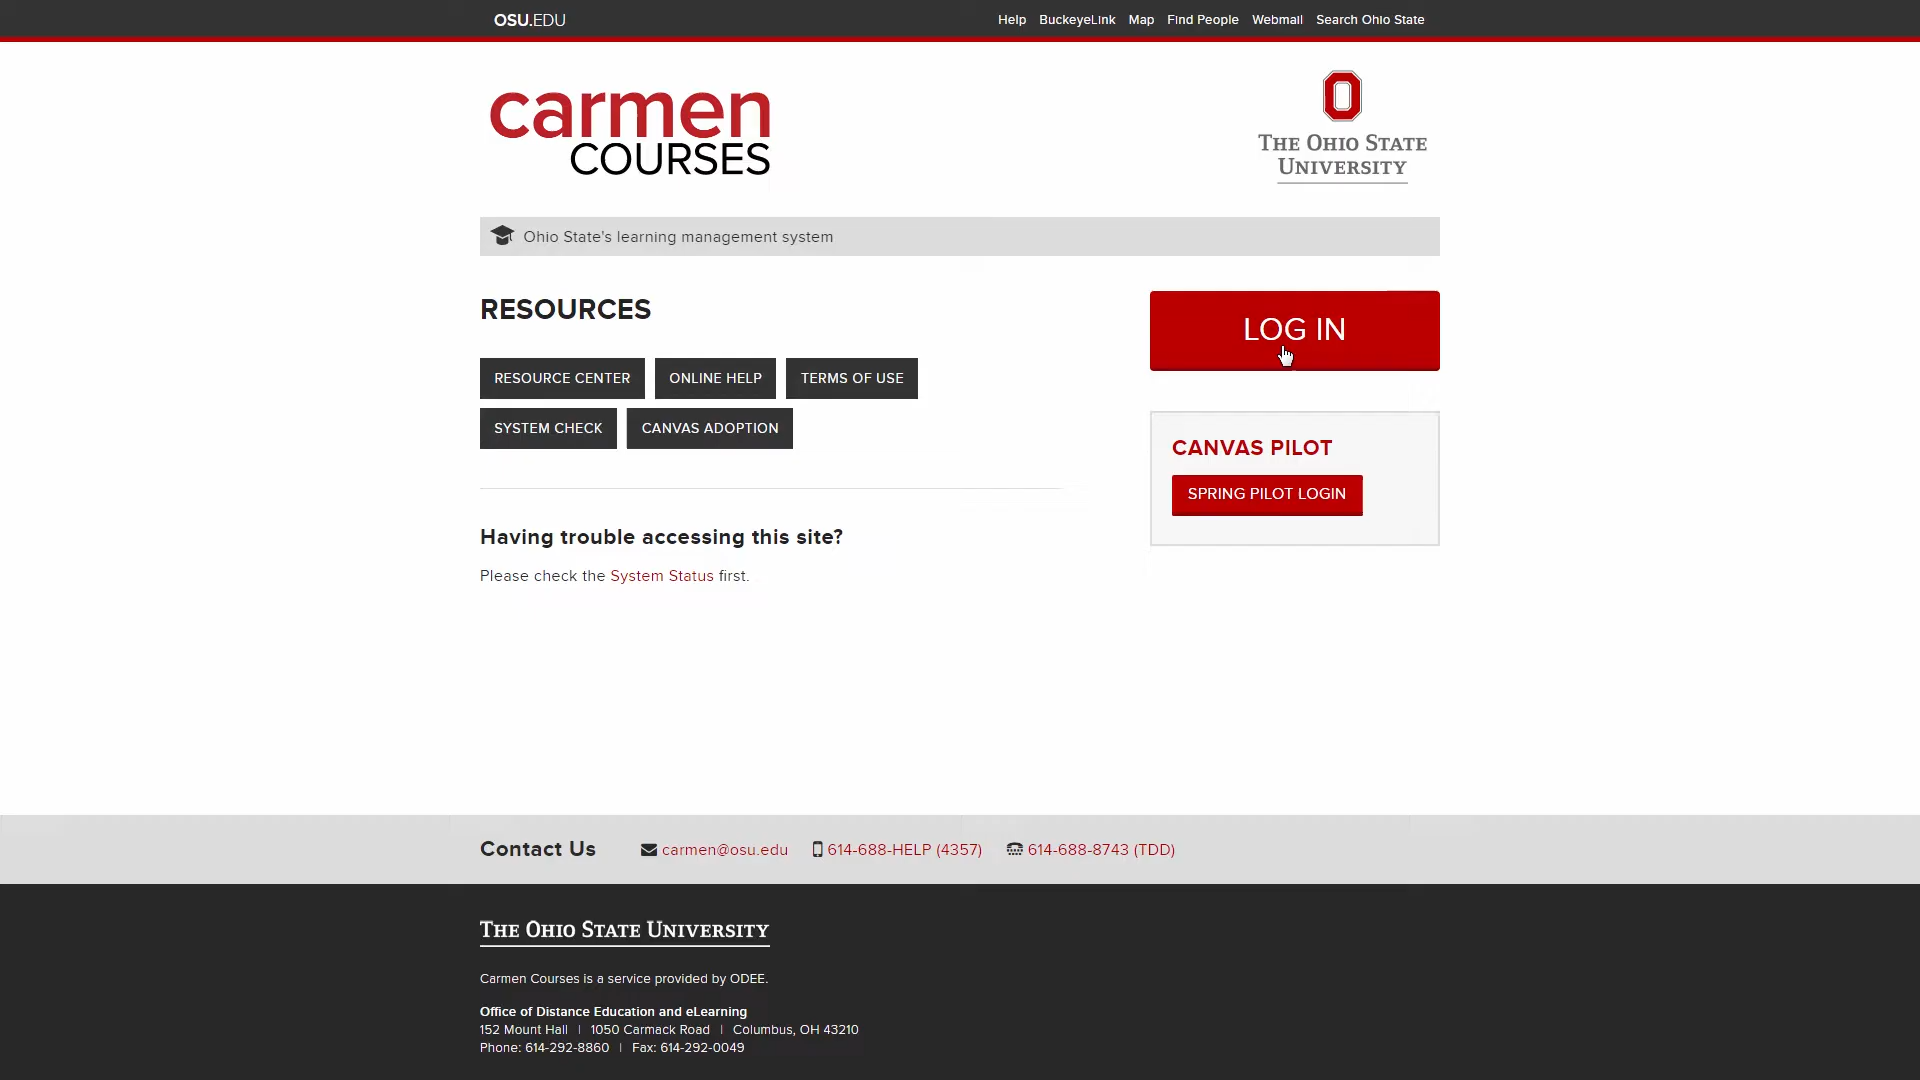 OSU.EDU
Help BuckeyeLink Map Find People Webmail Search Ohio State
carmen
COURSES
THE OHIO STATE
UNIVERSITY
Ohio State's learning management system
RESOURCES
LOG IN
RESOURCE CENTER ONLINE HELP TERMS OF USE
SYSTEM CHECK CANVAS ADOPTION
CANVAS PILOT
SPRING PILOT LOGIN
Having trouble accessing this site?
Please check the System Status first.
Contact Us carmen@osu.edu 614-688-HELP (4357) 614-688-8743 (TDD)
THE OHIO STATE UNIVERSITY
Carmen Courses is a service provided by ODEE.
Office of Distance Education and eLearning
152 Mount Hall | 1050 Carmack Road | Columbus, OH 43210
Phone: 614-292-8860 | Fax: 614-292-0049